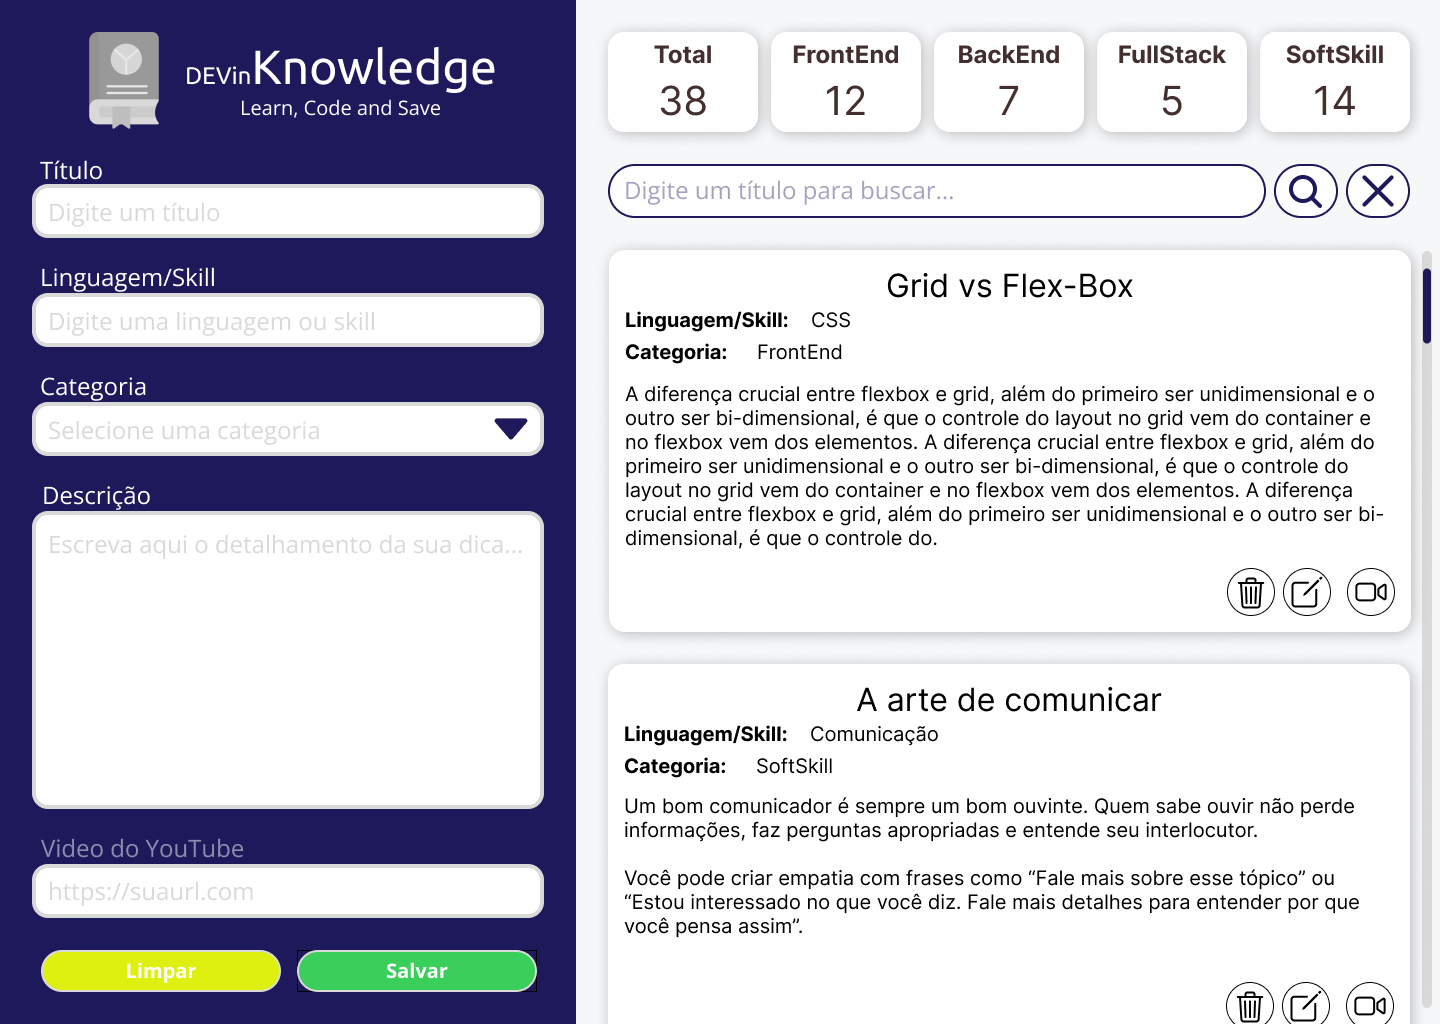 DEVinKnowledge
Learn, Code and Save
Título
Digite um título
Linguagem/Skill
Digite uma linguagem ou skill
Categoria
Selecione uma categoria
Descrição
Escreva aqui o detalhamento da sua dica...
Video do YouTube
https://suaurl.com
Limpar
Salvar
Total
38
FrontEnd
12
BackEnd
7
FullStack
5
SoftSkill
14
Digite um título para buscar...
Grid vs Flex-Box
Linguagem/Skill: CSS
Categoria: FrontEnd
A diferença crucial entre flexbox e grid, além do primeiro ser unidimensional e o
outro ser bi-dimensional, é que o controle do layout no grid vem do container e
no flexbox vem dos elementos. A diferença crucial entre flexbox e grid, além do
primeiro ser unidimensional e o outro ser bi-dimensional, é que o controle do
layout no grid vem do container e no flexbox vem dos elementos. A diferença
crucial entre flexbox e grid, além do primeiro ser unidimensional e o outro ser bi-
dimensional, é que o controle do.
A arte de comunicar
Linguagem/Skill: Comunicação
Categoria: SoftSkill
Um bom comunicador é sempre um bom ouvinte. Quem sabe ouvir não perde
informações, faz perguntas apropriadas e entende seu interlocutor.
Você pode criar empatia com frases como “Fale mais sobre esse tópico” ou
“Estou interessado no que você diz. Fale mais detalhes para entender por que
você pensa assim”.